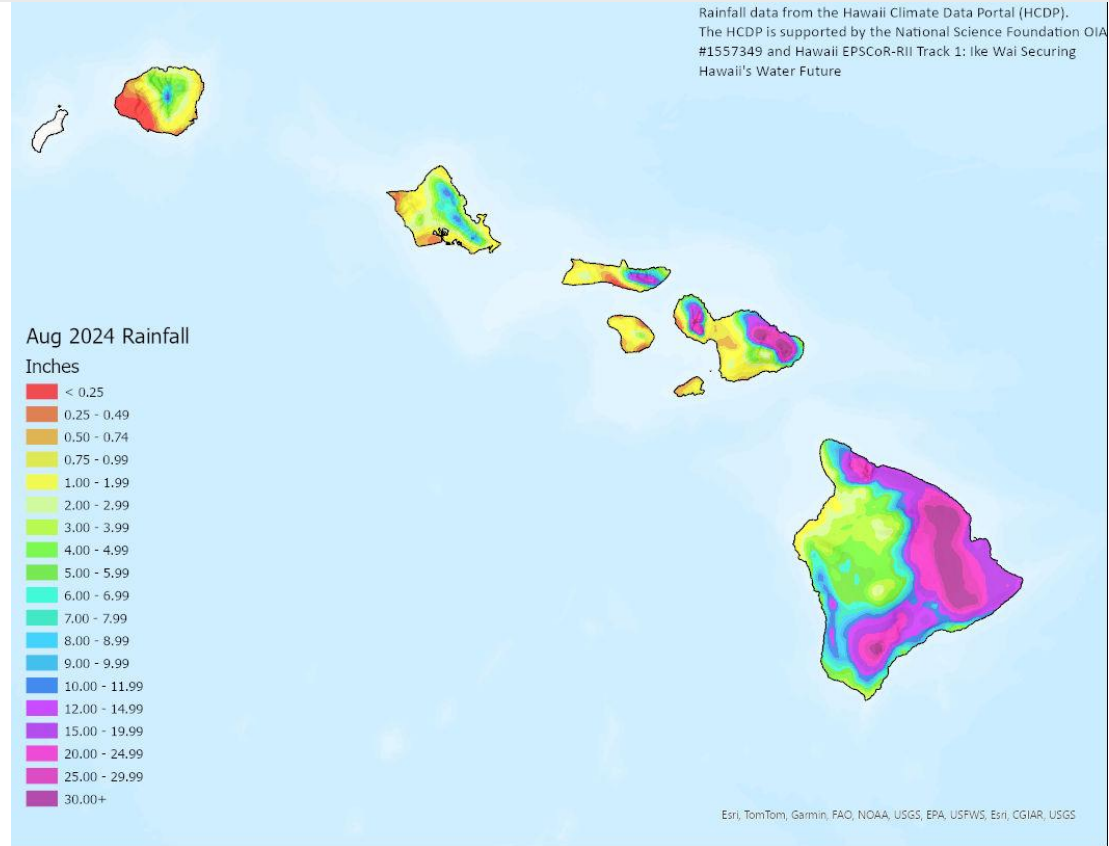 Rainfall data from the Hawaii Climate Data Portal (HCDP).
The HCDP is supported by the National Science Foundation OIA
#1557349 and Hawaii EPSCoR-RII Track 1: Ike Wai Securing
Hawaii's Water Future
Aug 2024 Rainfall
Inches
< 0.25
0.25 - 0.49
0.50 - 0.74
0.75 - 0.99
1.00 - 1.99
2.00 - 2.99
3.00 - 3.99
4.00 - 4.99
5.00 - 5.99
6.00 - 6.99
7.00 - 7.99
8.00 - 8.99
9.00 - 9.99
10.00 - 11.99
12.00 - 14.99
15.00 - 19.99
20.00 - 24.99
25.00 - 29.99
30.00+
Esri, TomTom, Garmin, FAO, NOAA, USGS, EPA, USFWS, Esri, CGIAR, USGS